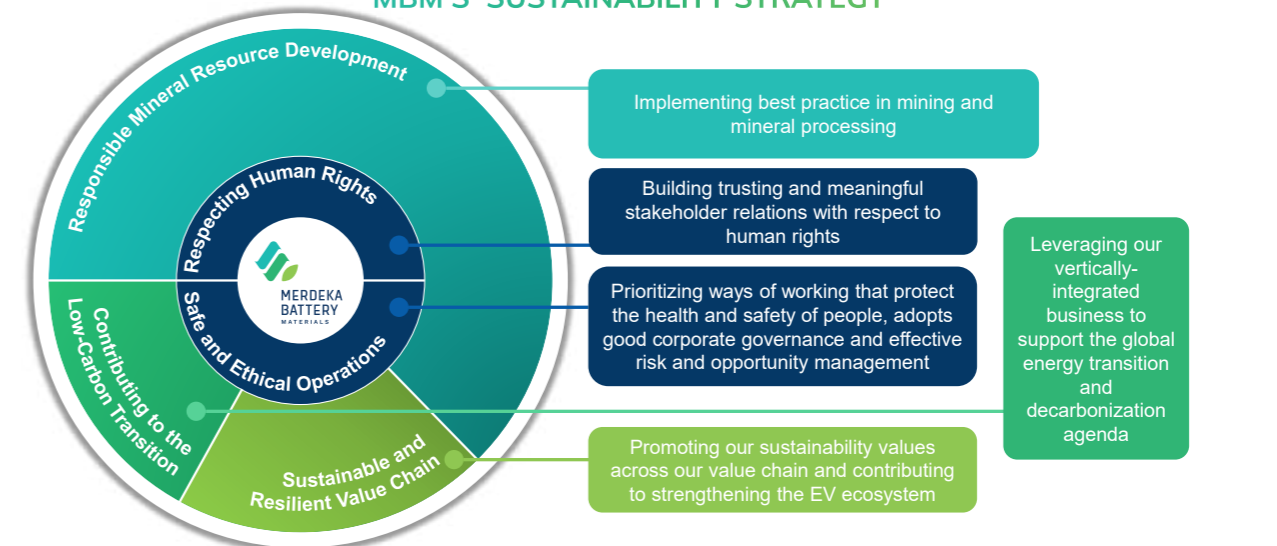 MBM'S SUSTAINABILITY STRATEGY
Responsible Mineral Resource Development
Respecting Human Rights
MERDEKA
BATTERY
MATERIALS
Safe and Ethical Operations
Contributing to the
Low-Carbon Transition
Sustainable and
Resilient Value Chain
Implementing best practice in mining and
mineral processing
Building trusting and meaningful
stakeholder relations with respect to
human rights
Prioritizing ways of working that protect
the health and safety of people, adopts
good corporate governance and effective
risk and opportunity management
Leveraging our
vertically-
integrated
business to
support the global
energy transition
and
decarbonization
agenda
Promoting our sustainability values
across our value chain and contributing
to strengthening the EV ecosystem